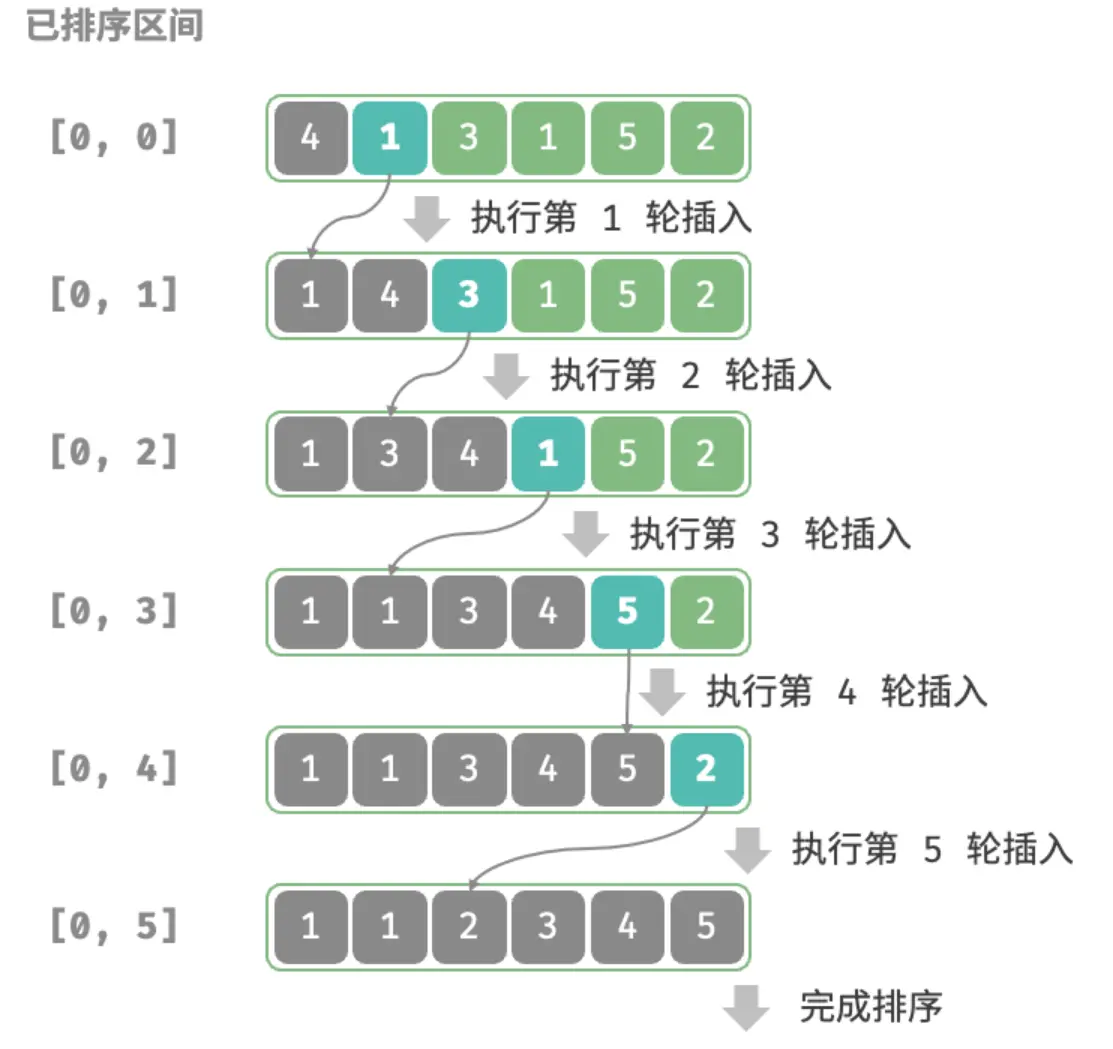 已排序区间
[0, 0] 4 1 3 1 5 2
执行第 1 轮插入
[0, 1] 1 4 3 1 5 2
执行第 2 轮插入
[0, 2] 1 3 4 1 5 2
执行第 3 轮插入
[0, 3] 1 1 3 4 5 2
执行第 4 轮插入
[0, 4] 1 1 3 4 5 2
执行第 5 轮插入
[0, 5] 1 1 2 3 4 5
完成排序